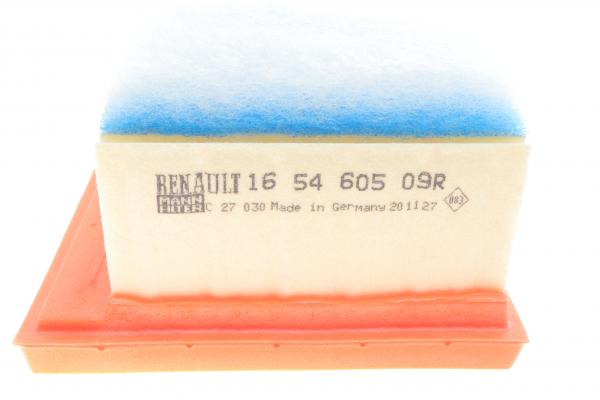 RENAULT 16 54 605 09R
MANN FILTER C 27 030 Made in Germany 201127 083